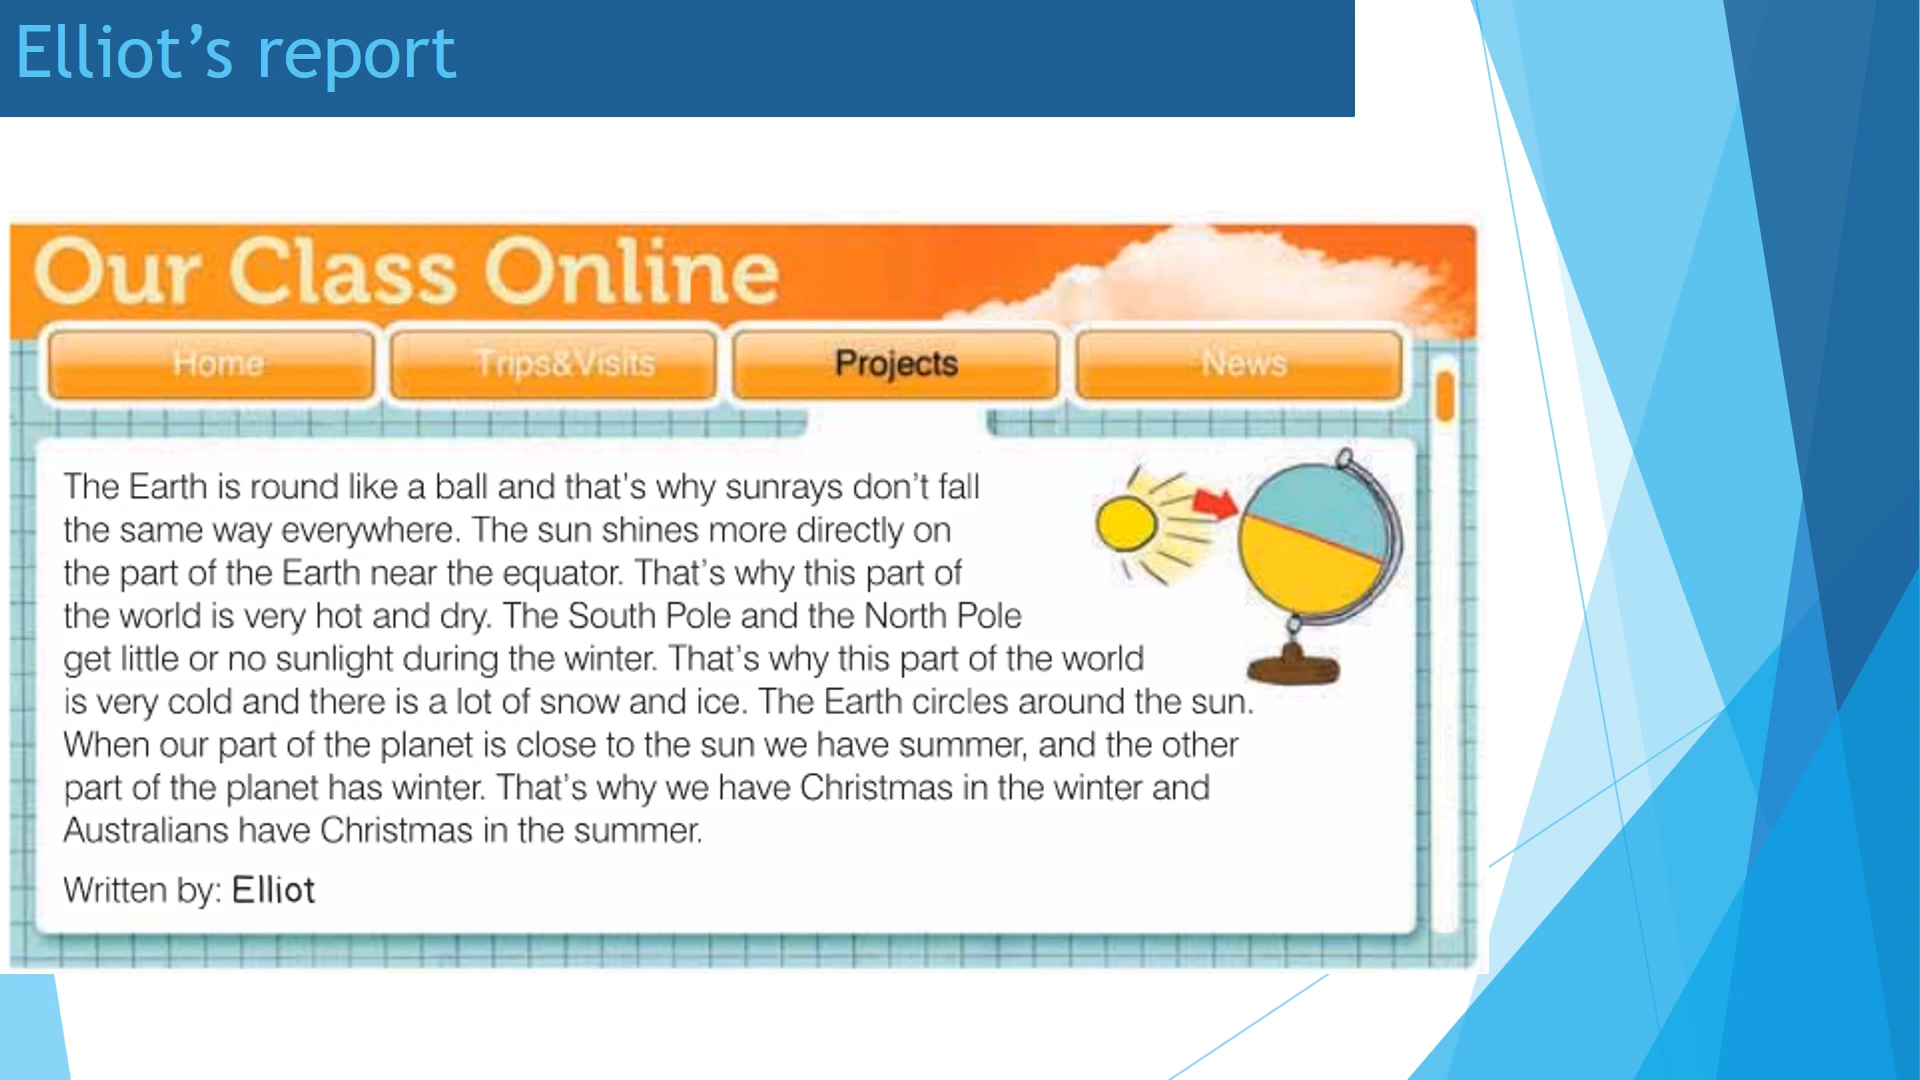 Elliot’s report
Our Class Online
Home
Trips&Visits
Projects
News
The Earth is round like a ball and that’s why sunrays don’t fall
the same way everywhere. The sun shines more directly on
the part of the Earth near the equator. That’s why this part of
the world is very hot and dry. The South Pole and the North Pole
get little or no sunlight during the winter. That’s why this part of the world
is very cold and there is a lot of snow and ice. The Earth circles around the sun.
When our part of the planet is close to the sun we have summer, and the other
part of the planet has winter. That’s why we have Christmas in the winter and
Australians have Christmas in the summer.
Written by: Elliot